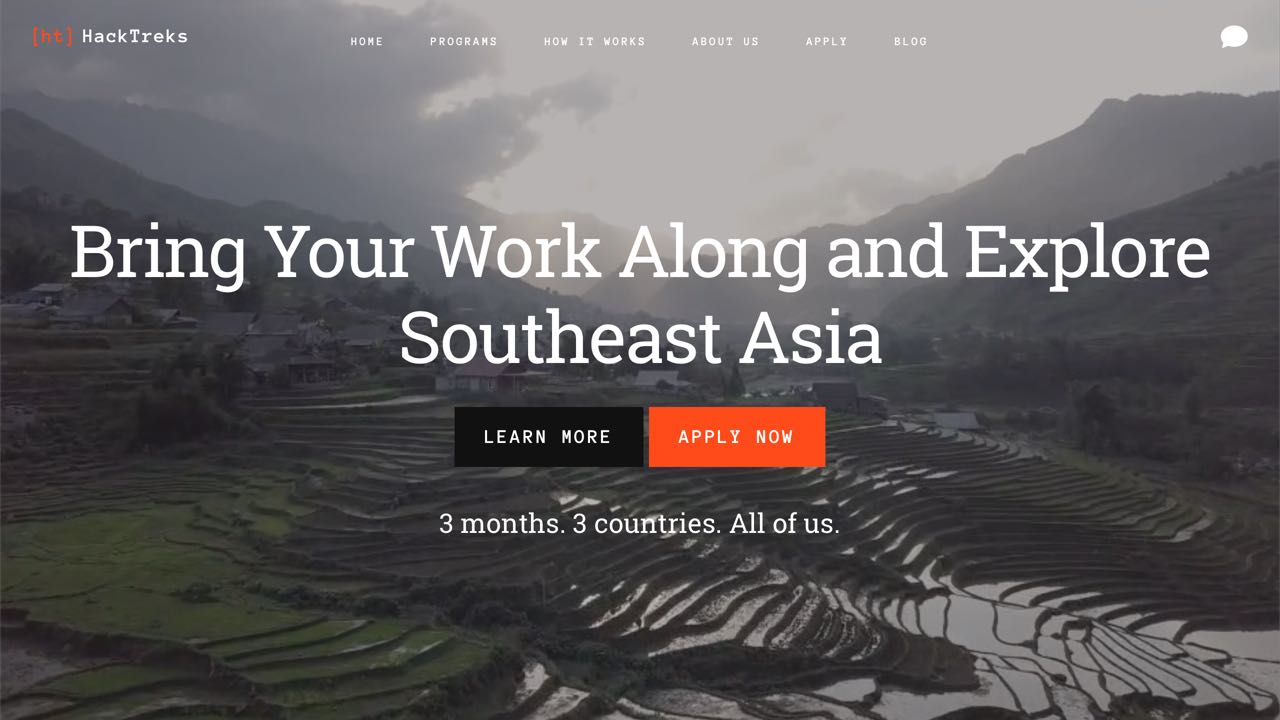 [ht] HackTreks
HOME PROGRAMS HOW IT WORKS ABOUT US APPLY BLOG
Bring Your Work Along and Explore
Southeast Asia
LEARN MORE APPLY NOW
3 months. 3 countries. All of us.